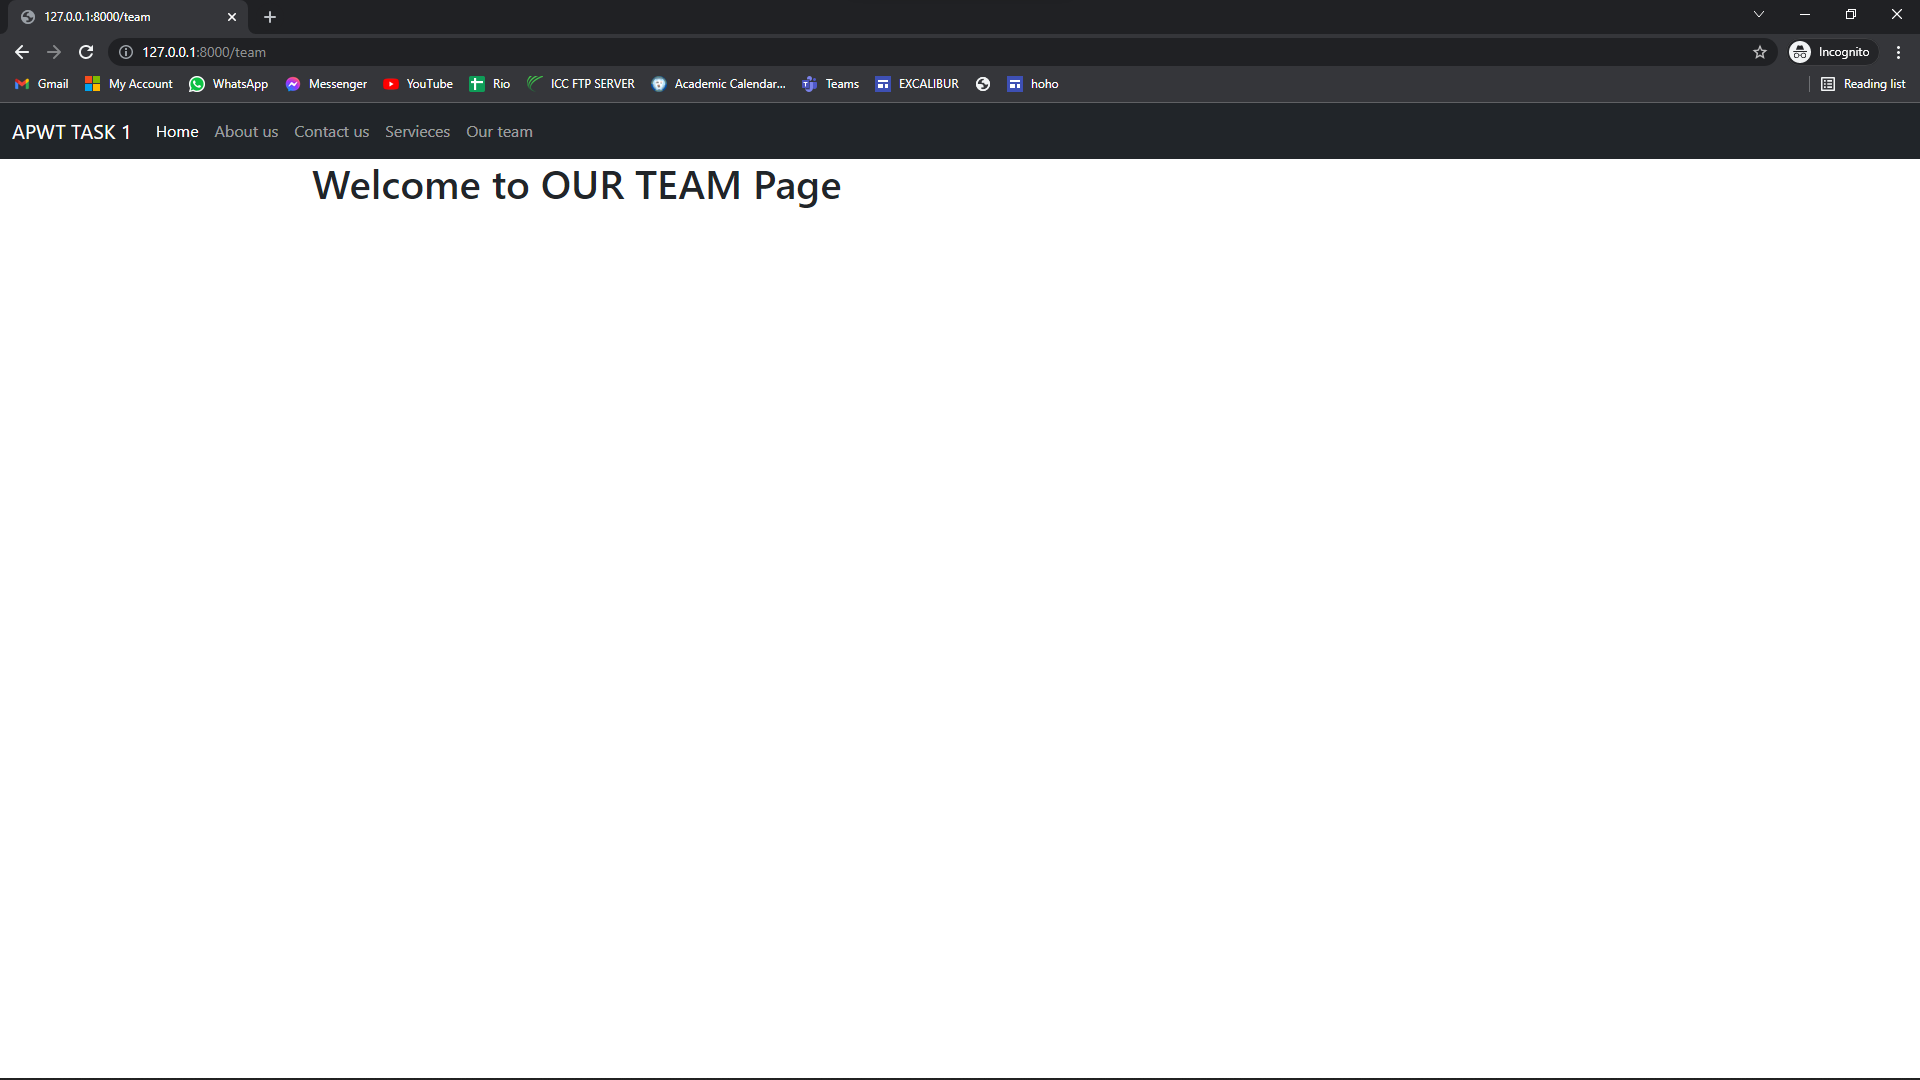 127.0.0.1:8000/team
127.0.0.1:8000/team Incognito
Gmail My Account WhatsApp Messenger YouTube Rio ICC FTP SERVER Academic Calendar... Teams EXCALIBUR hoho Reading list
APWT TASK 1 Home About us Contact us Servieces Our team
Welcome to OUR TEAM Page